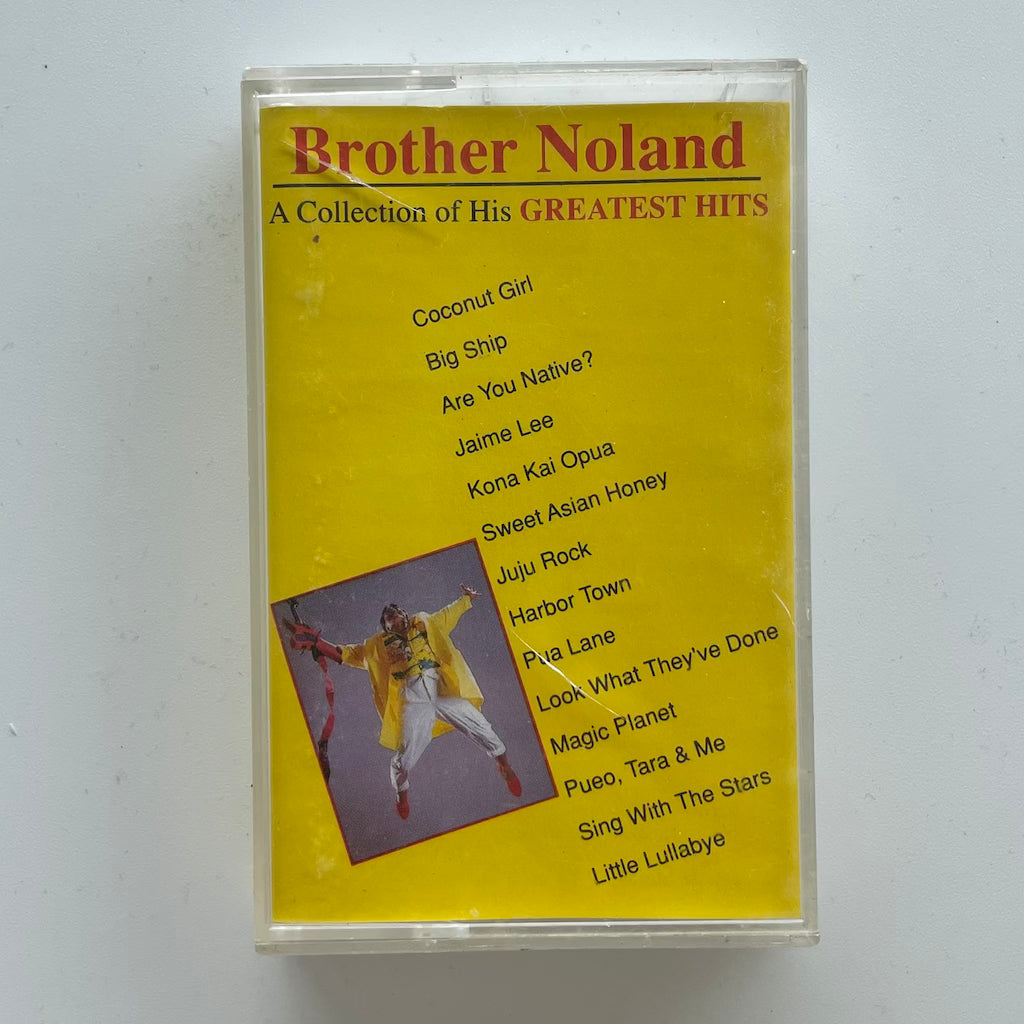 Brother Noland
A Collection of His GREATEST HITS
Coconut Girl
Big Ship
Are You Native?
Jaime Lee
Kona Kai Opua
Sweet Asian Honey
Juju Rock
Harbor Town
Pua Lane
Look What They've Done
Magic Planet
Pueo, Tara & Me
Sing With The Stars
Little Lullabye